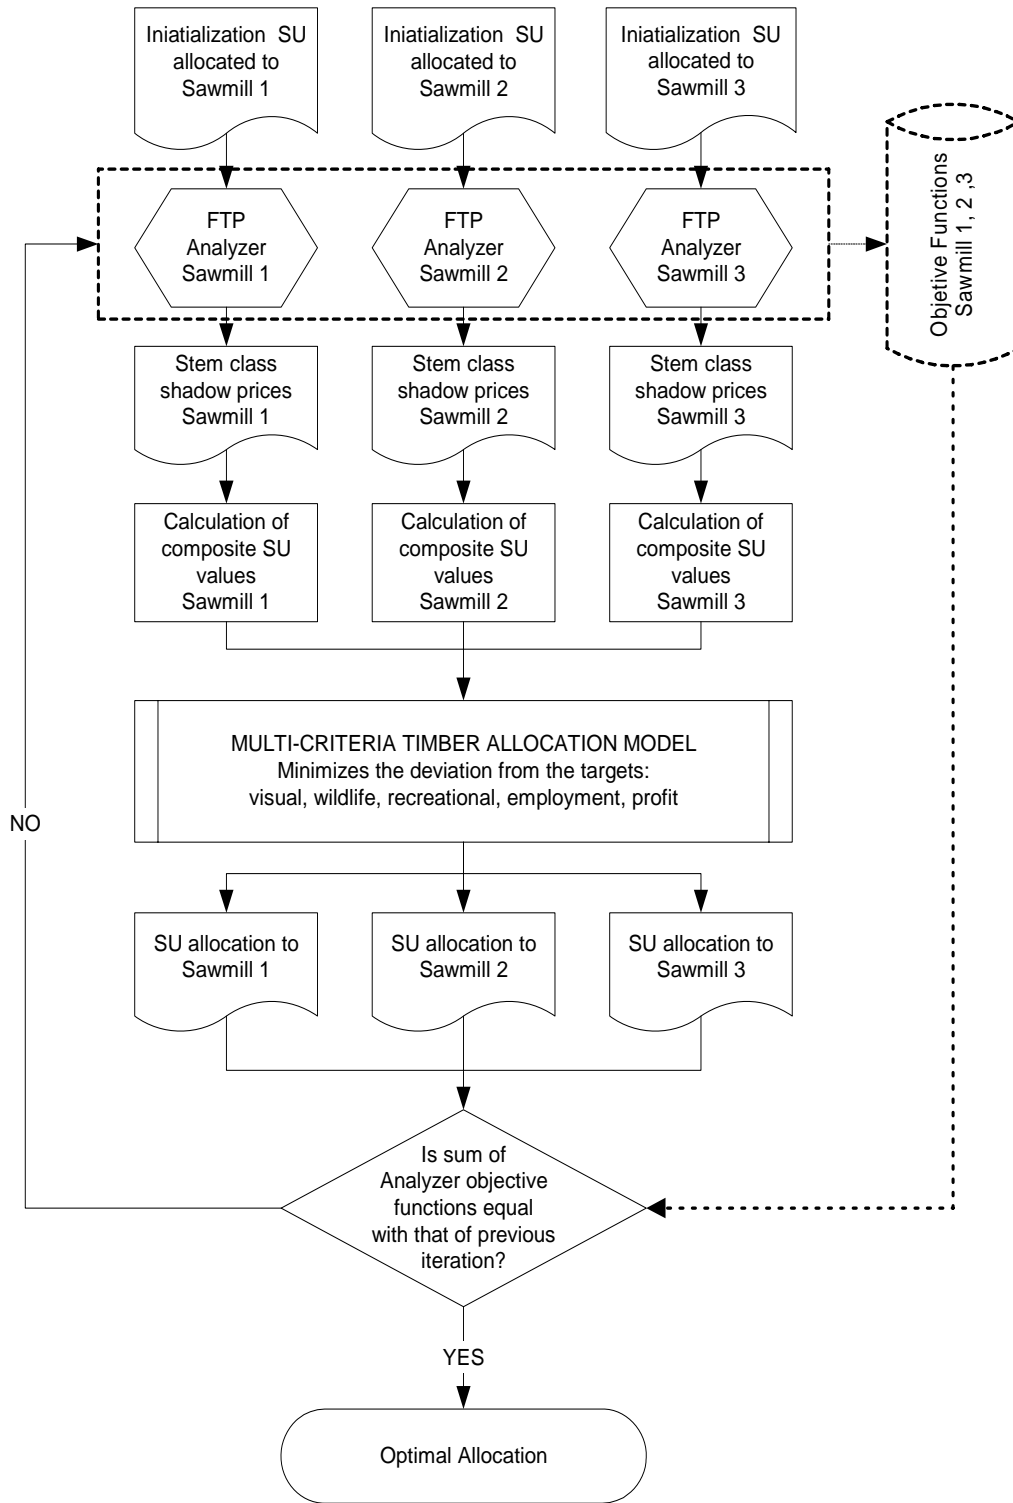 Iniatialization SU
allocated to
Sawmill 1
Iniatialization SU
allocated to
Sawmill 2
Iniatialization SU
allocated to
Sawmill 3
FTP
Analyzer
Sawmill 1
FTP
Analyzer
Sawmill 2
FTP
Analyzer
Sawmill 3
Objetive Functions
Sawmill 1, 2 ,3
Stem class
shadow prices
Sawmill 1
Stem class
shadow prices
Sawmill 2
Stem class
shadow prices
Sawmill 3
Calculation of
composite SU
values
Sawmill 1
Calculation of
composite SU
values
Sawmill 2
Calculation of
composite SU
values
Sawmill 3
MULTI-CRITERIA TIMBER ALLOCATION MODEL
Minimizes the deviation from the targets:
visual, wildlife, recreational, employment, profit
NO
SU allocation to
Sawmill 1
SU allocation to
Sawmill 2
SU allocation to
Sawmill 3
Is sum of
Analyzer objective
functions equal
with that of previous
iteration?
YES
Optimal Allocation